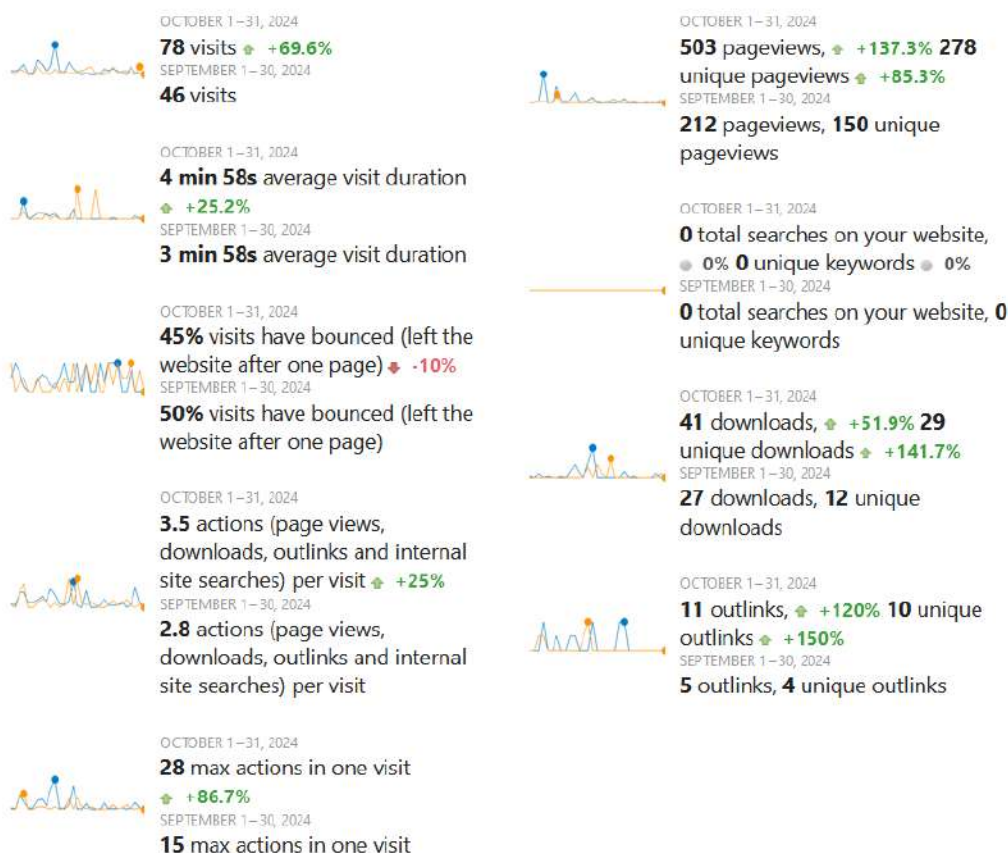 OCTOBER 1–31, 2024
78 visits +69.6%
SEPTEMBER 1–30, 2024
46 visits
OCTOBER 1–31, 2024
4 min 58s average visit duration
+25.2%
SEPTEMBER 1–30, 2024
3 min 58s average visit duration
OCTOBER 1–31, 2024
45% visits have bounced (left the
website after one page) -10%
SEPTEMBER 1–30, 2024
50% visits have bounced (left the
website after one page)
OCTOBER 1–31, 2024
3.5 actions (page views,
downloads, outlinks and internal
site searches) per visit +25%
SEPTEMBER 1–30, 2024
2.8 actions (page views,
downloads, outlinks and internal
site searches) per visit
OCTOBER 1–31, 2024
28 max actions in one visit
+86.7%
SEPTEMBER 1–30, 2024
15 max actions in one visit
OCTOBER 1–31, 2024
503 pageviews, +137.3% 278
unique pageviews +85.3%
SEPTEMBER 1–30, 2024
212 pageviews, 150 unique
pageviews
OCTOBER 1–31, 2024
0 total searches on your website,
0% 0 unique keywords 0%
SEPTEMBER 1–30, 2024
0 total searches on your website, 0
unique keywords
OCTOBER 1–31, 2024
41 downloads, +51.9% 29
unique downloads +141.7%
SEPTEMBER 1–30, 2024
27 downloads, 12 unique
downloads
OCTOBER 1–31, 2024
11 outlinks, +120% 10 unique
outlinks +150%
SEPTEMBER 1–30, 2024
5 outlinks, 4 unique outlinks